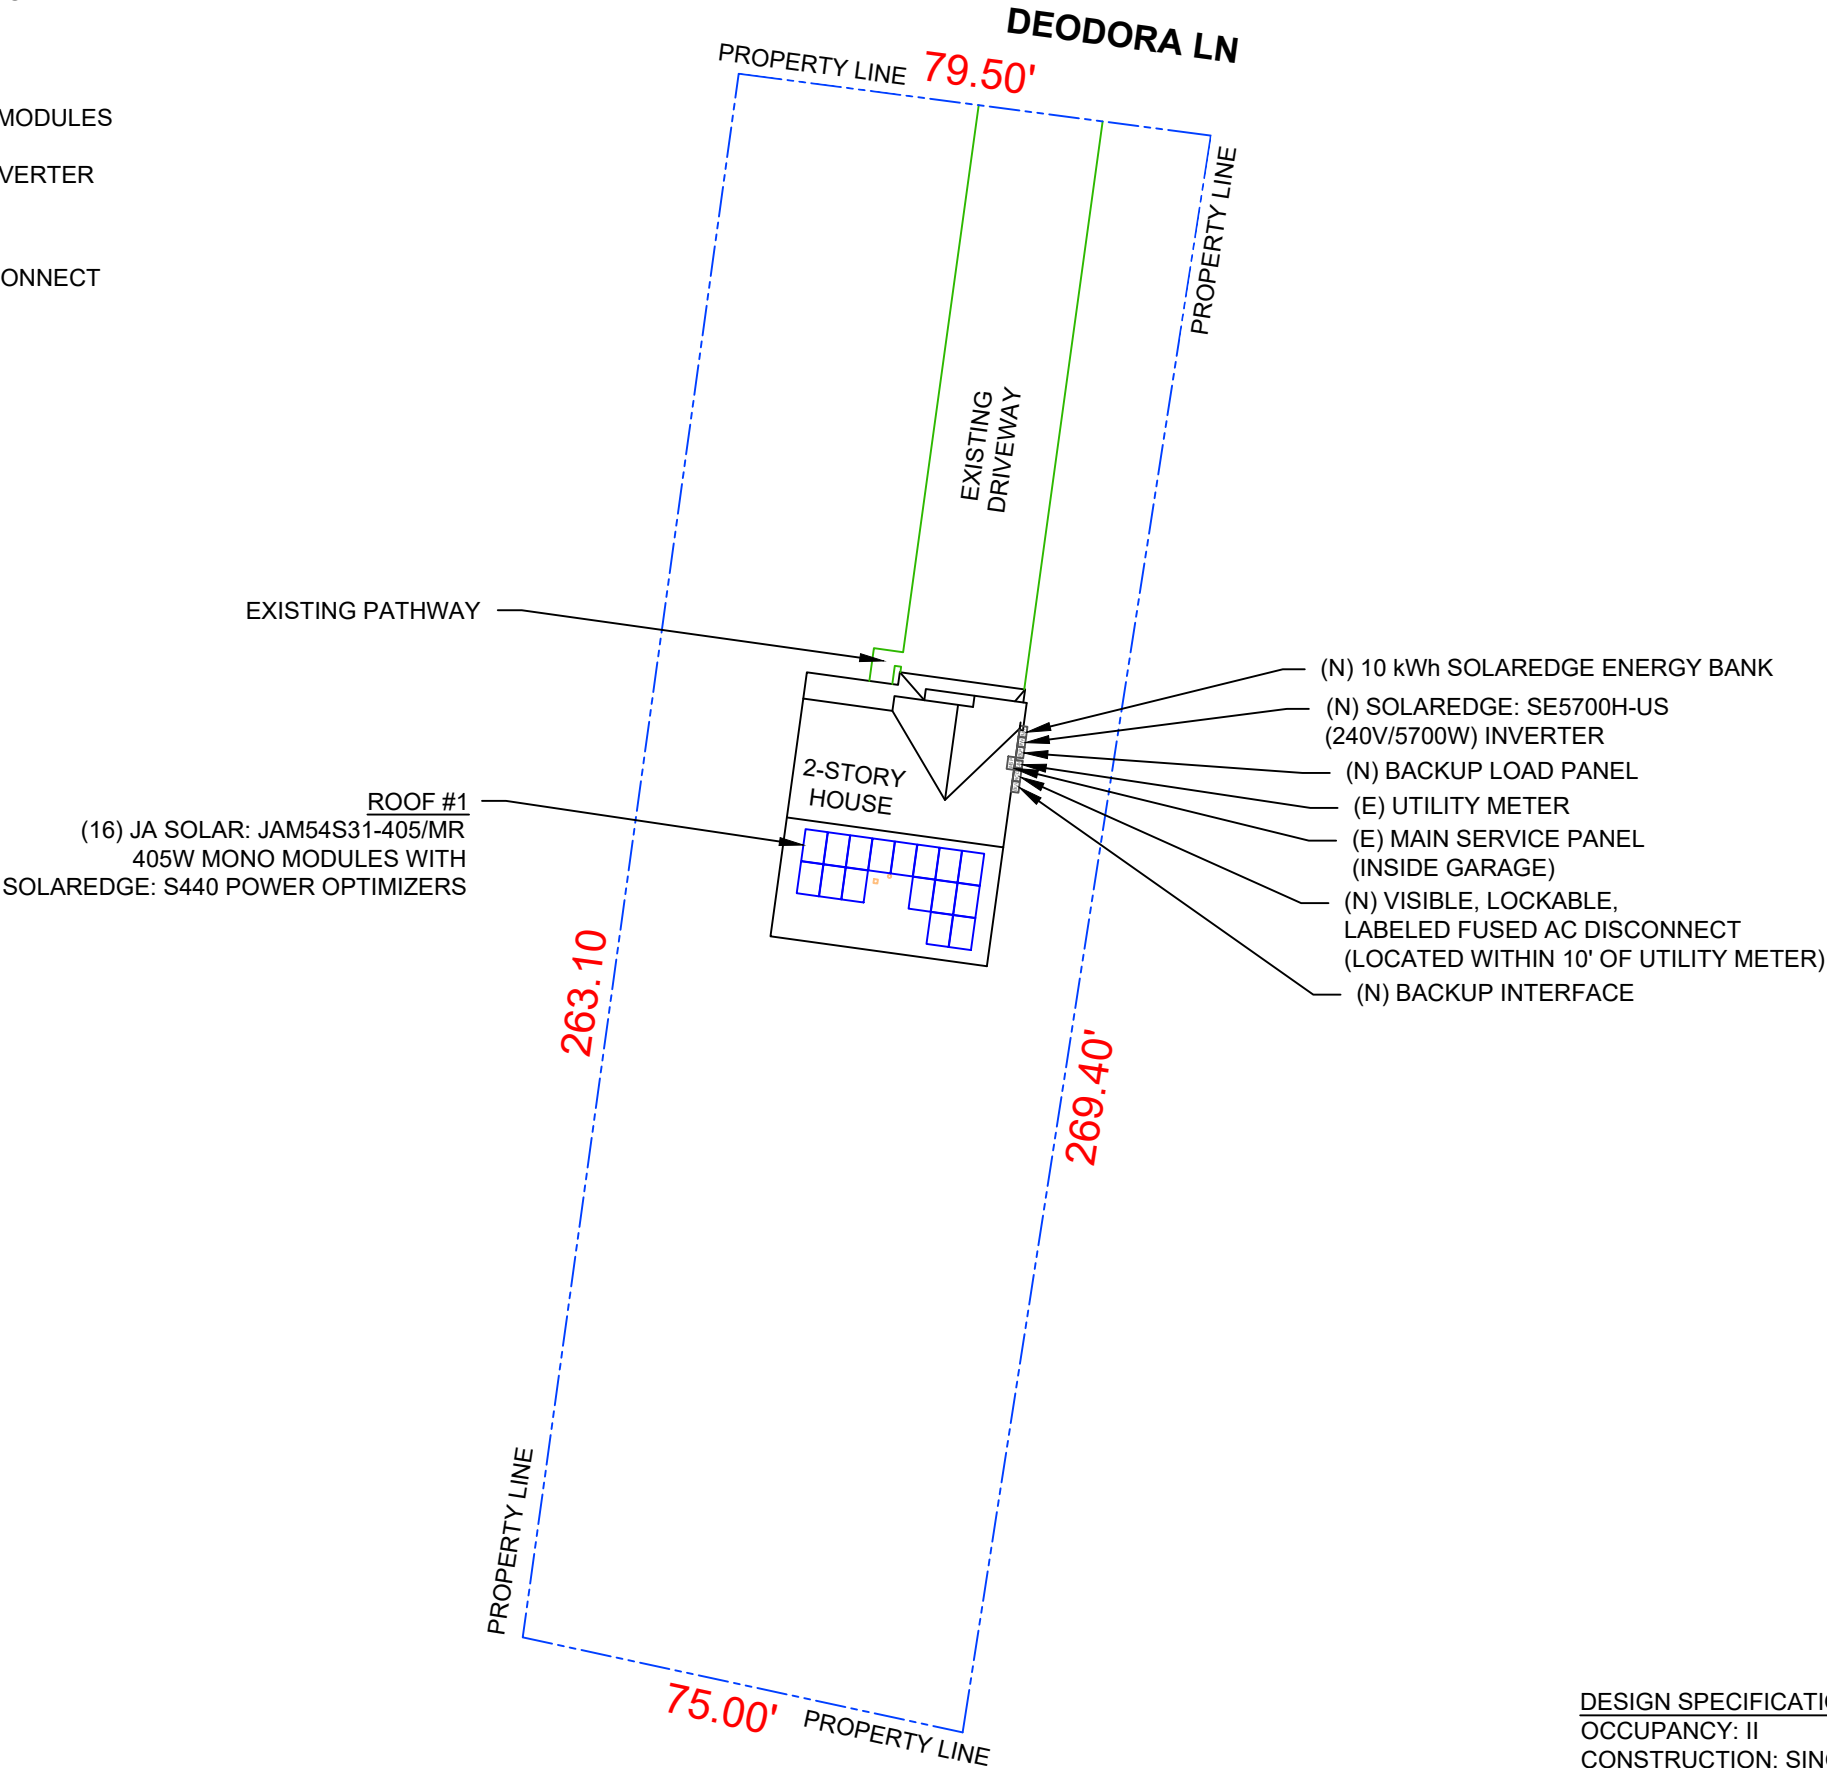 DEODORA LN
PROPERTY LINE
79.50'
MODULES
VERTER
ONNECT
PROPERTY LINE
EXISTING
DRIVEWAY
EXISTING PATHWAY
(N) 10 kWh SOLAREDGE ENERGY BANK
(N) SOLAREDGE: SE5700H-US
(240V/5700W) INVERTER
(N) BACKUP LOAD PANEL
(E) UTILITY METER
(E) MAIN SERVICE PANEL
(INSIDE GARAGE)
(N) VISIBLE, LOCKABLE,
LABELED FUSED AC DISCONNECT
(LOCATED WITHIN 10' OF UTILITY METER)
(N) BACKUP INTERFACE
2-STORY
HOUSE
ROOF #1
(16) JA SOLAR: JAM54S31-405/MR
405W MONO MODULES WITH
SOLAREDGE: S440 POWER OPTIMIZERS
263.10
269.40'
PROPERTY LINE
75.00'
PROPERTY LINE
DESIGN SPECIFICATIO
OCCUPANCY: II
CONSTRUCTION: SING